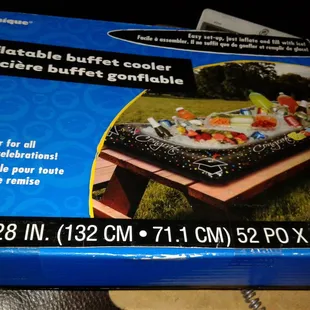 unique
Easy set-up, just inflate and fill with ice!
Facile à assembler. Il ne suffit que de gonfler et remplir de glace!
flatable buffet cooler
cière buffet gonflable
r for all
celebrations!
le pour toute
e remise
Congrats
28 IN. (132 CM • 71.1 CM) 52 PO X